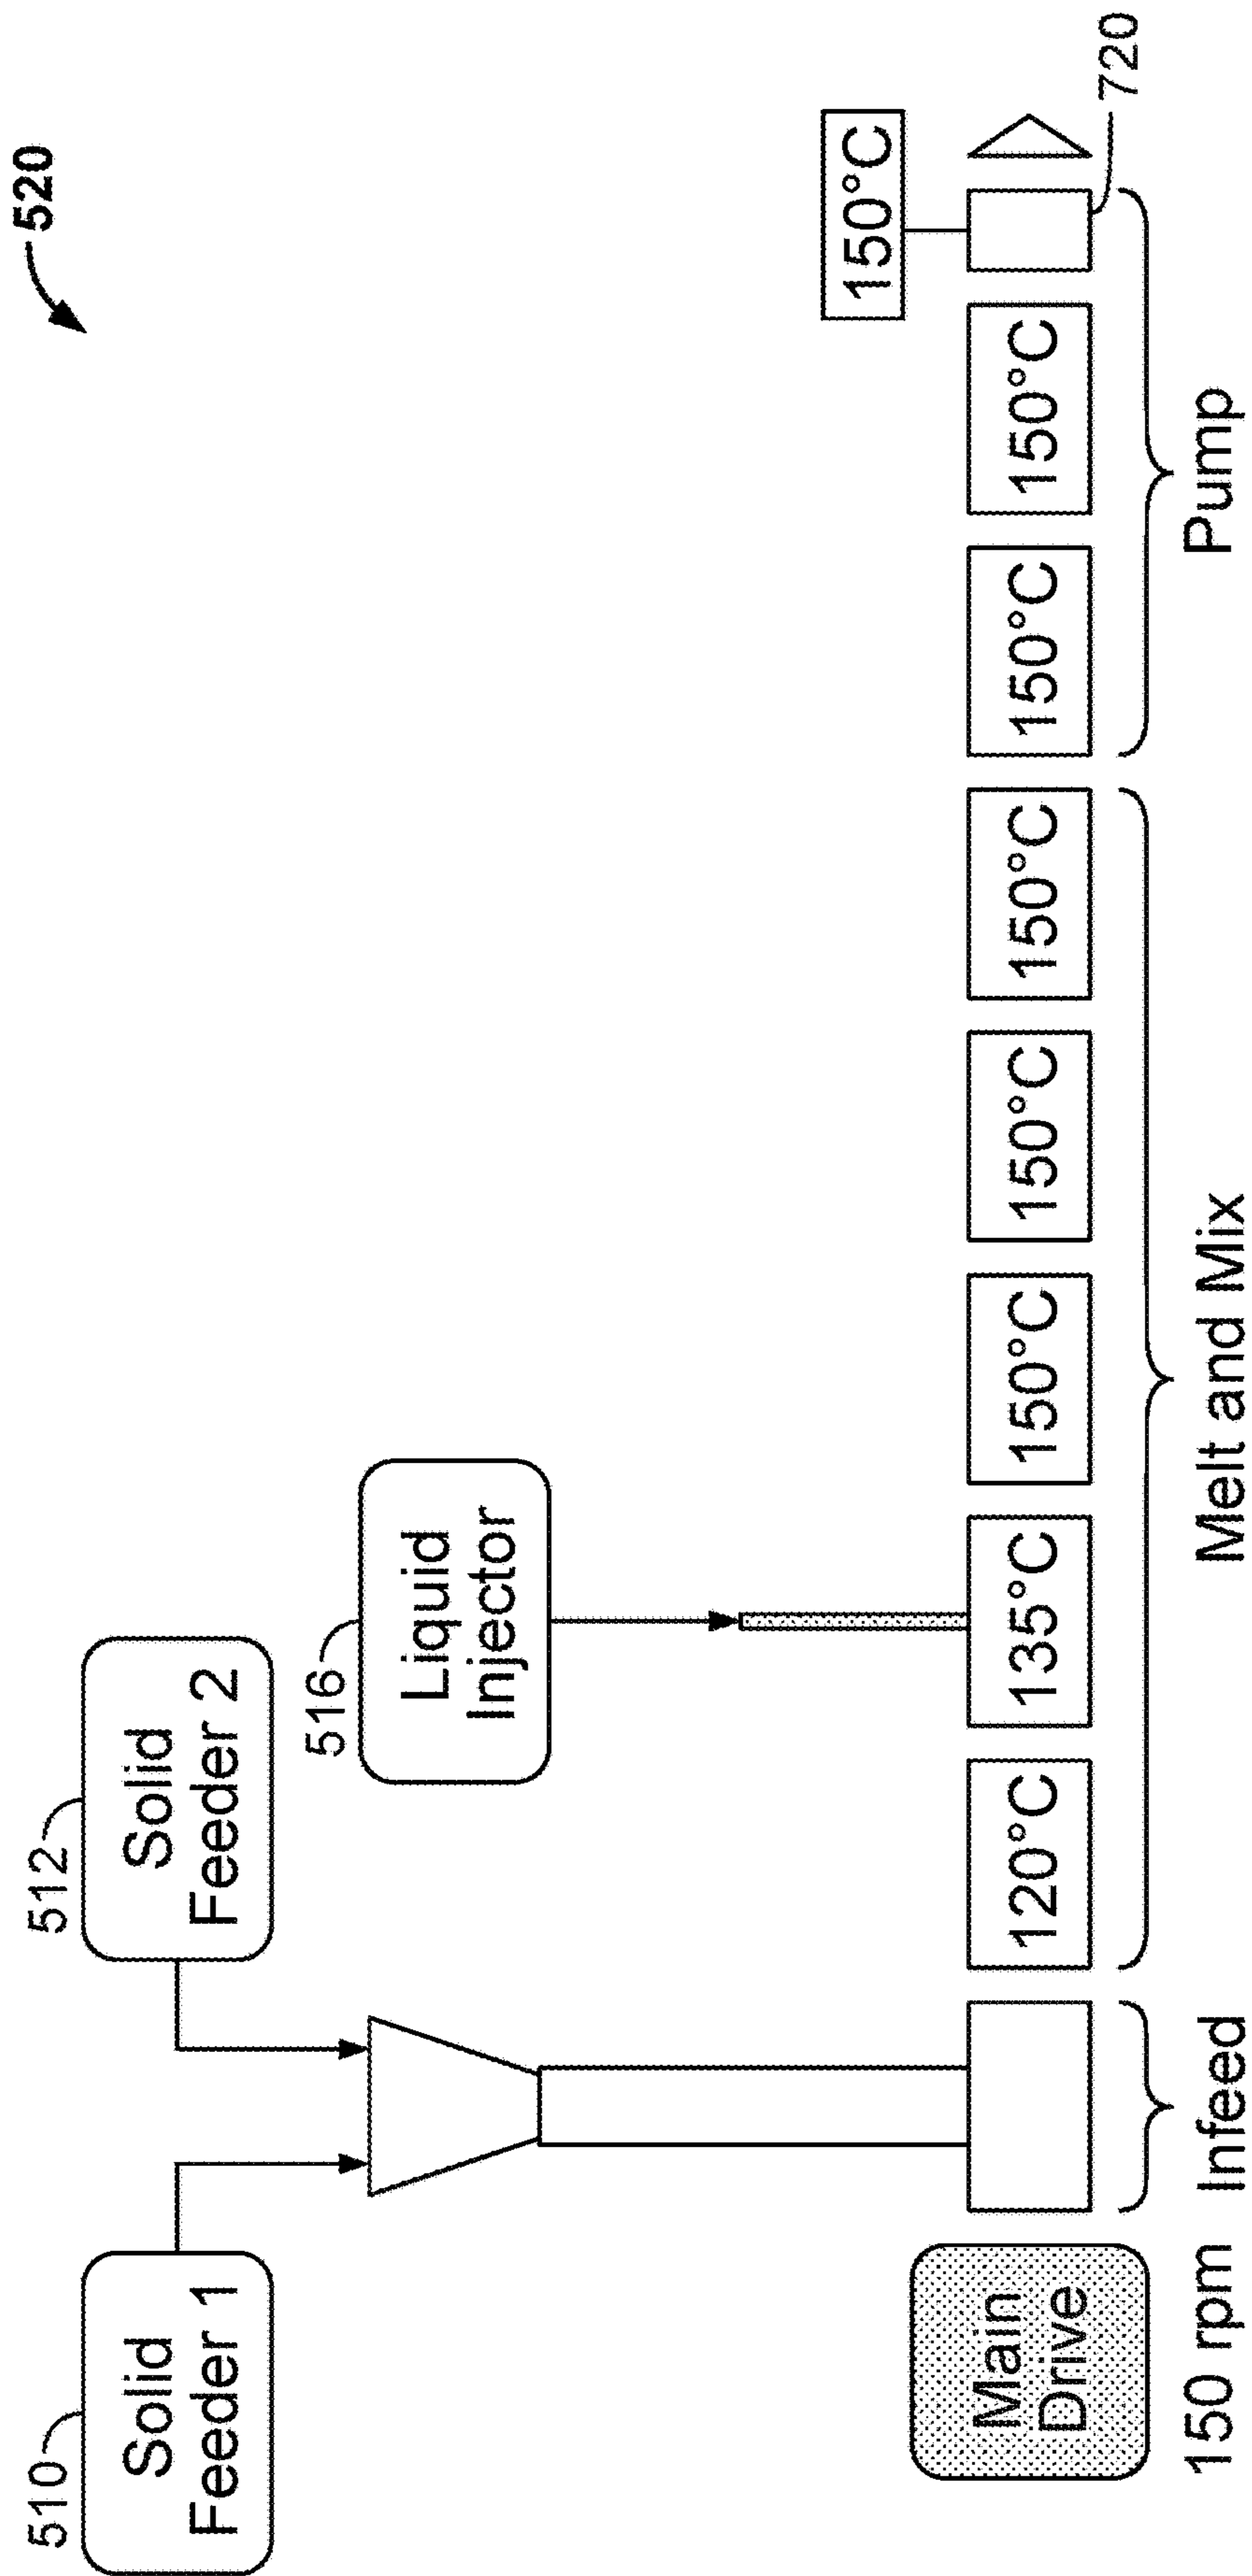 520
510
Solid
Feeder 1
512
Solid
Feeder 2
516
Liquid
Injector
150°C
Main
Drive
120°C
135°C
150°C
150°C
150°C
150°C
150°C
720
150 rpm
Infeed
Melt and Mix
Pump